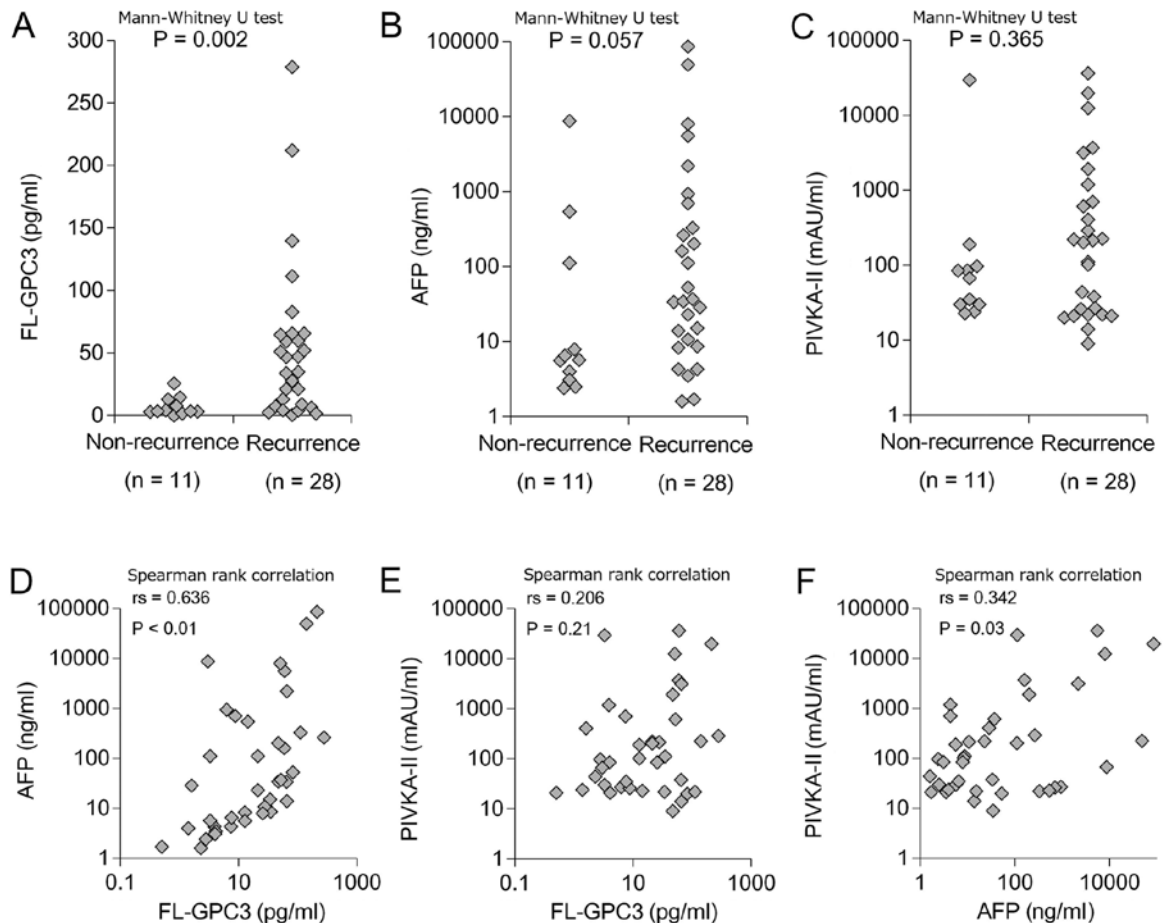 A
Mann-Whitney U test
P = 0.002
300
250
200
150
100
50
0
FL-GPC3 (pg/ml)
Non-recurrence Recurrence
(n = 11) (n = 28)
B
Mann-Whitney U test
P = 0.057
100000
10000
1000
100
10
1
AFP (ng/ml)
Non-recurrence Recurrence
(n = 11) (n = 28)
C
Mann-Whitney U test
P = 0.365
100000
10000
1000
100
10
1
PIVKA-II (mAU/ml)
Non-recurrence Recurrence
(n = 11) (n = 28)
D
Spearman rank correlation
rs = 0.636
P < 0.01
100000
10000
1000
100
10
1
AFP (ng/ml)
0.1 10 1000
FL-GPC3 (pg/ml)
E
Spearman rank correlation
rs = 0.206
P = 0.21
100000
10000
1000
100
10
1
PIVKA-II (mAU/ml)
0.1 10 1000
FL-GPC3 (pg/ml)
F
Spearman rank correlation
rs = 0.342
P = 0.03
100000
10000
1000
100
10
1
PIVKA-II (mAU/ml)
1 100 10000
AFP (ng/ml)